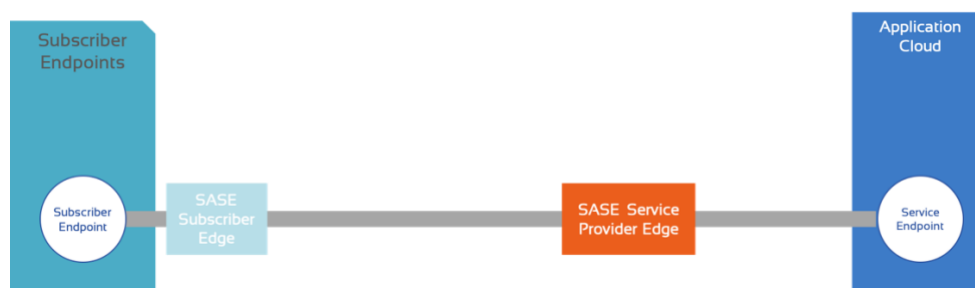 Subscriber
Endpoints
Application
Cloud
Subscriber
Endpoint
SASE
Subscriber
Edge
SASE Service
Provider Edge
Service
Endpoint